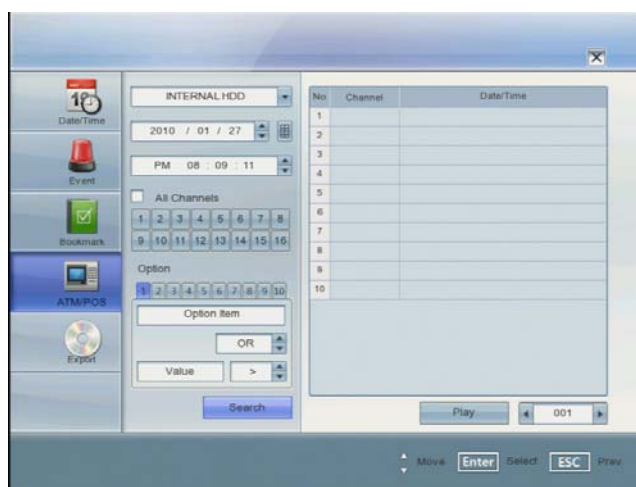 18
Date/Time
Event
Bookmark
ATM/POS
Export
INTERNAL HDD
2010 / 01 / 27
PM 08 : 09 : 11
All Channels
1 2 3 4 5 6 7 8
9 10 11 12 13 14 15 16
Option
1 2 3 4 5 6 7 8 9 10
Option Item
OR
Value >
Search
No Channel Date/Time
1
2
3
4
5
6
7
8
9
10
Play 001
Move Enter Select ESC Prev